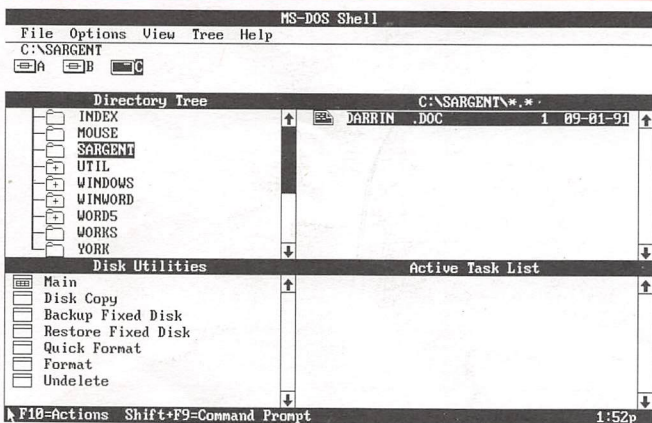 MS-DOS Shell
File Options View Tree Help
C:\SARGENT
A B C
Directory Tree
INDEX
MOUSE
SARGENT
UTIL
WINDOWS
WINWORD
WORD5
WORKS
YORK
C:\SARGENT\*.*
DARRIN .DOC 1 09-01-91
Disk Utilities
Main
Disk Copy
Backup Fixed Disk
Restore Fixed Disk
Quick Format
Format
Undelete
Active Task List
F10=Actions Shift+F9=Command Prompt 1:52p